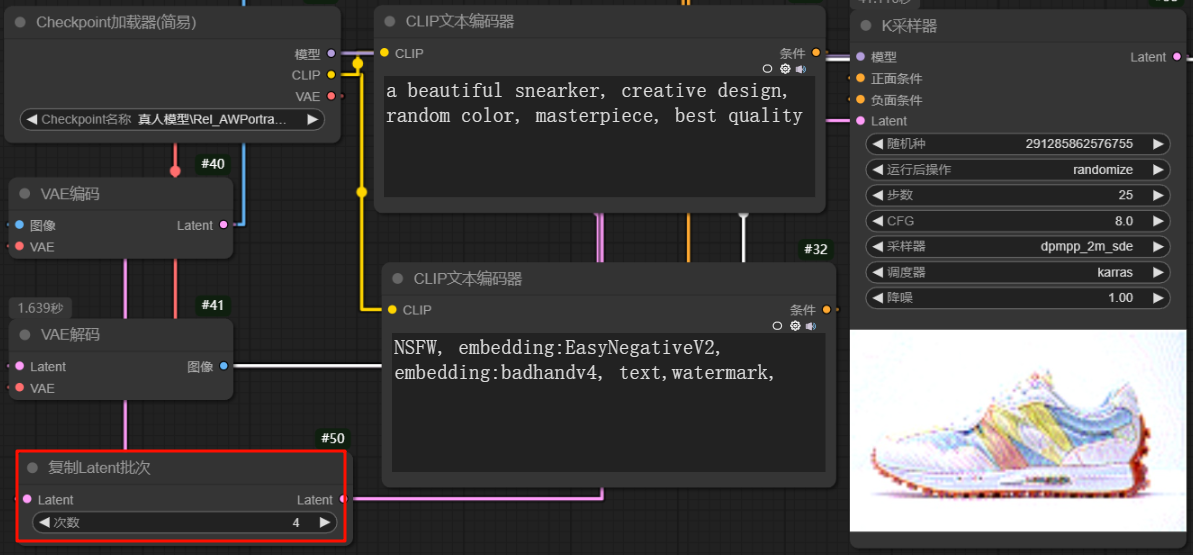 Checkpoint加载器(简易)
模型
CLIP
VAE
Checkpoint名称 真人模型\Rel_AWPortra...
#40
VAE编码
图像
Latent
VAE
1.639秒
#41
VAE解码
Latent
图像
VAE
#50
复制Latent批次
Latent
Latent
次数 4
CLIP文本编码器
CLIP
条件
a beautiful snearker, creative design,
random color, masterpiece, best quality
#32
CLIP文本编码器
CLIP
条件
NSFW, embedding:EasyNegativeV2,
embedding:badhandv4, text,watermark,
K采样器
模型
Latent
正面条件
负面条件
Latent
随机种 291285862576755
运行后操作 randomize
步数 25
CFG 8.0
采样器 dpmpp_2m_sde
调度器 karras
降噪 1.00